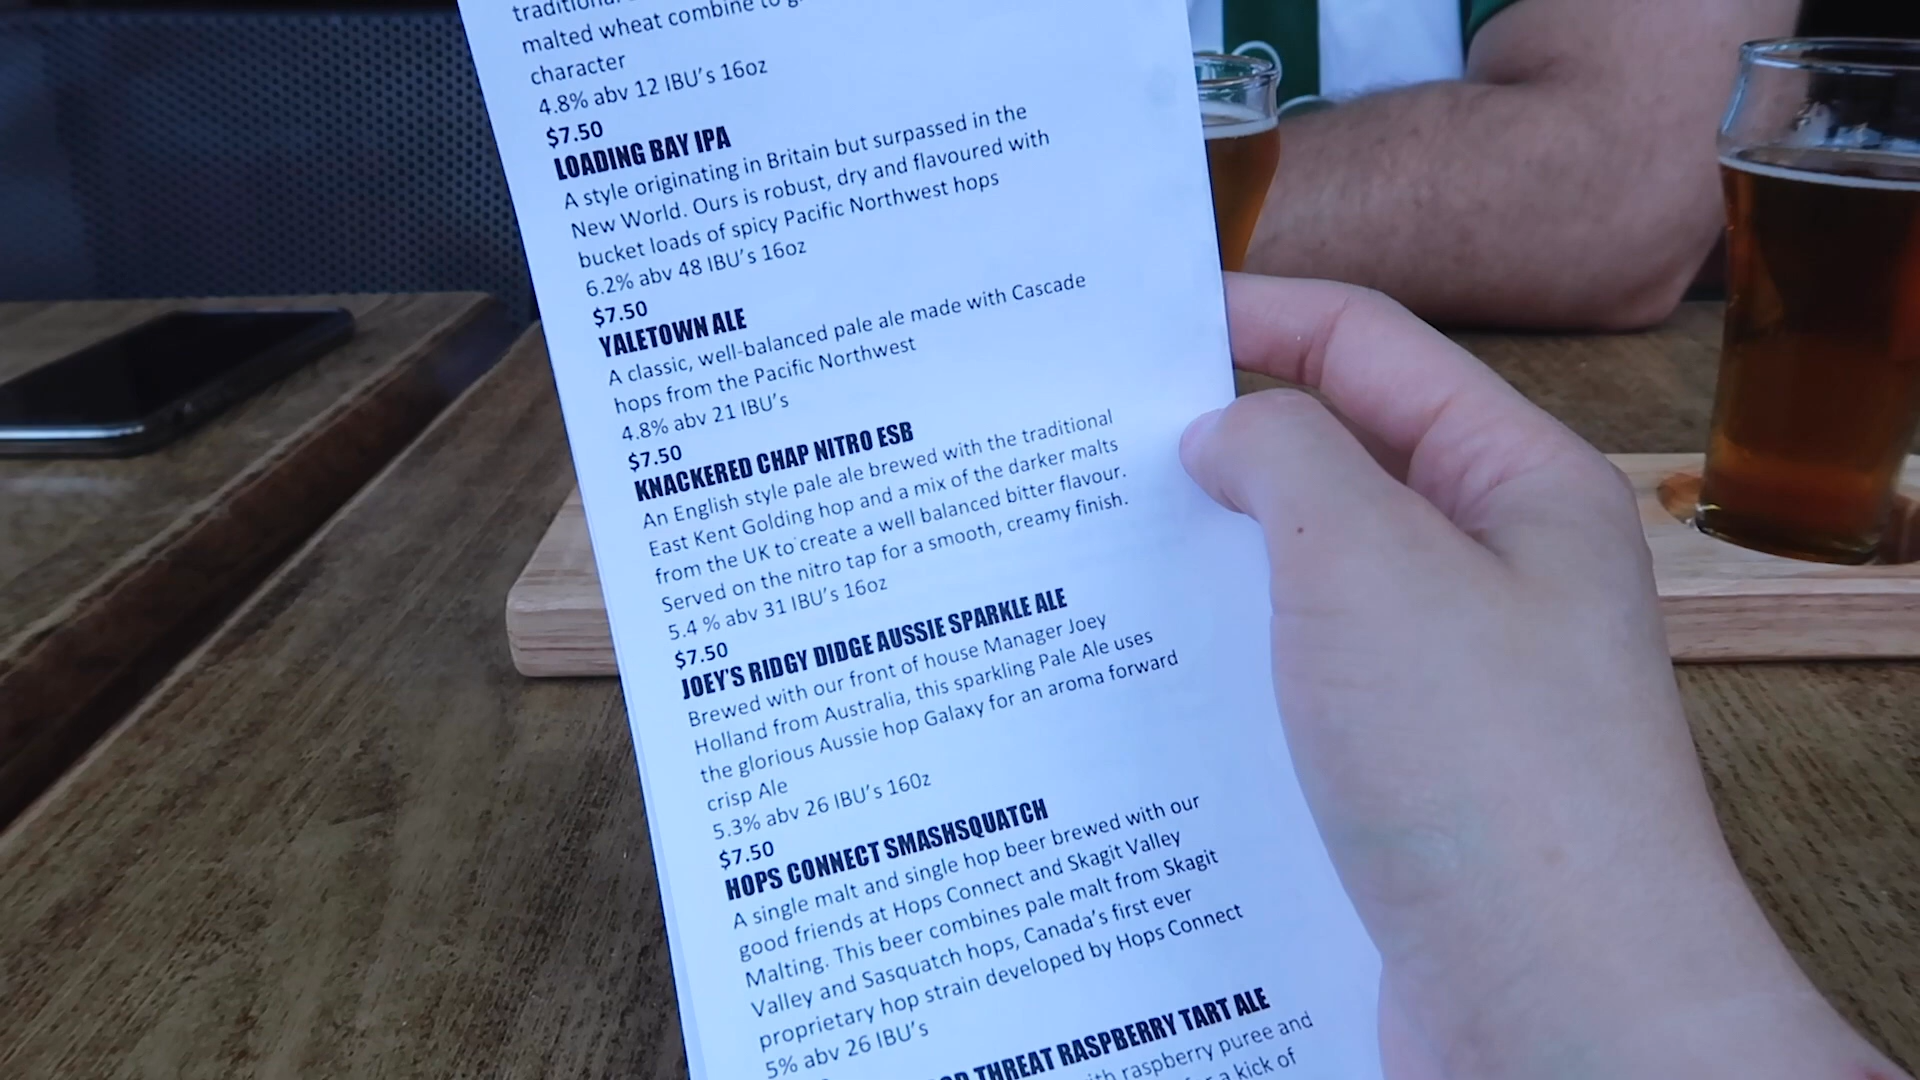 traditional
malted wheat combine to
character
4.8% abv 12 IBU's 16oz
$7.50
LOADING BAY IPA
A style originating in Britain but surpassed in the
New World. Ours is robust, dry and flavoured with
bucket loads of spicy Pacific Northwest hops
6.2% abv 48 IBU's 16oz
$7.50
YALETOWN ALE
A classic, well-balanced pale ale made with Cascade
hops from the Pacific Northwest
4.8% abv 21 IBU's
$7.50
KNACKERED CHAP NITRO ESB
An English style pale ale brewed with the traditional
East Kent Golding hop and a mix of the darker malts
from the UK to create a well balanced bitter flavour.
Served on the nitro tap for a smooth, creamy finish.
5.4 % abv 31 IBU's 16oz
$7.50
JOEY'S RIDGY DIDGE AUSSIE SPARKLE ALE
Brewed with our front of house Manager Joey
Holland from Australia, this sparkling Pale Ale uses
the glorious Aussie hop Galaxy for an aroma forward
crisp Ale
5.3% abv 26 IBU's 160z
$7.50
HOPS CONNECT SMASHSQUATCH
A single malt and single hop beer brewed with our
good friends at Hops Connect and Skagit Valley
Malting. This beer combines pale malt from Skagit
Valley and Sasquatch hops, Canada's first ever
proprietary hop strain developed by Hops Connect
5% abv 26 IBU's
THREAT RASPBERRY TART ALE
raspberry puree and
a kick of